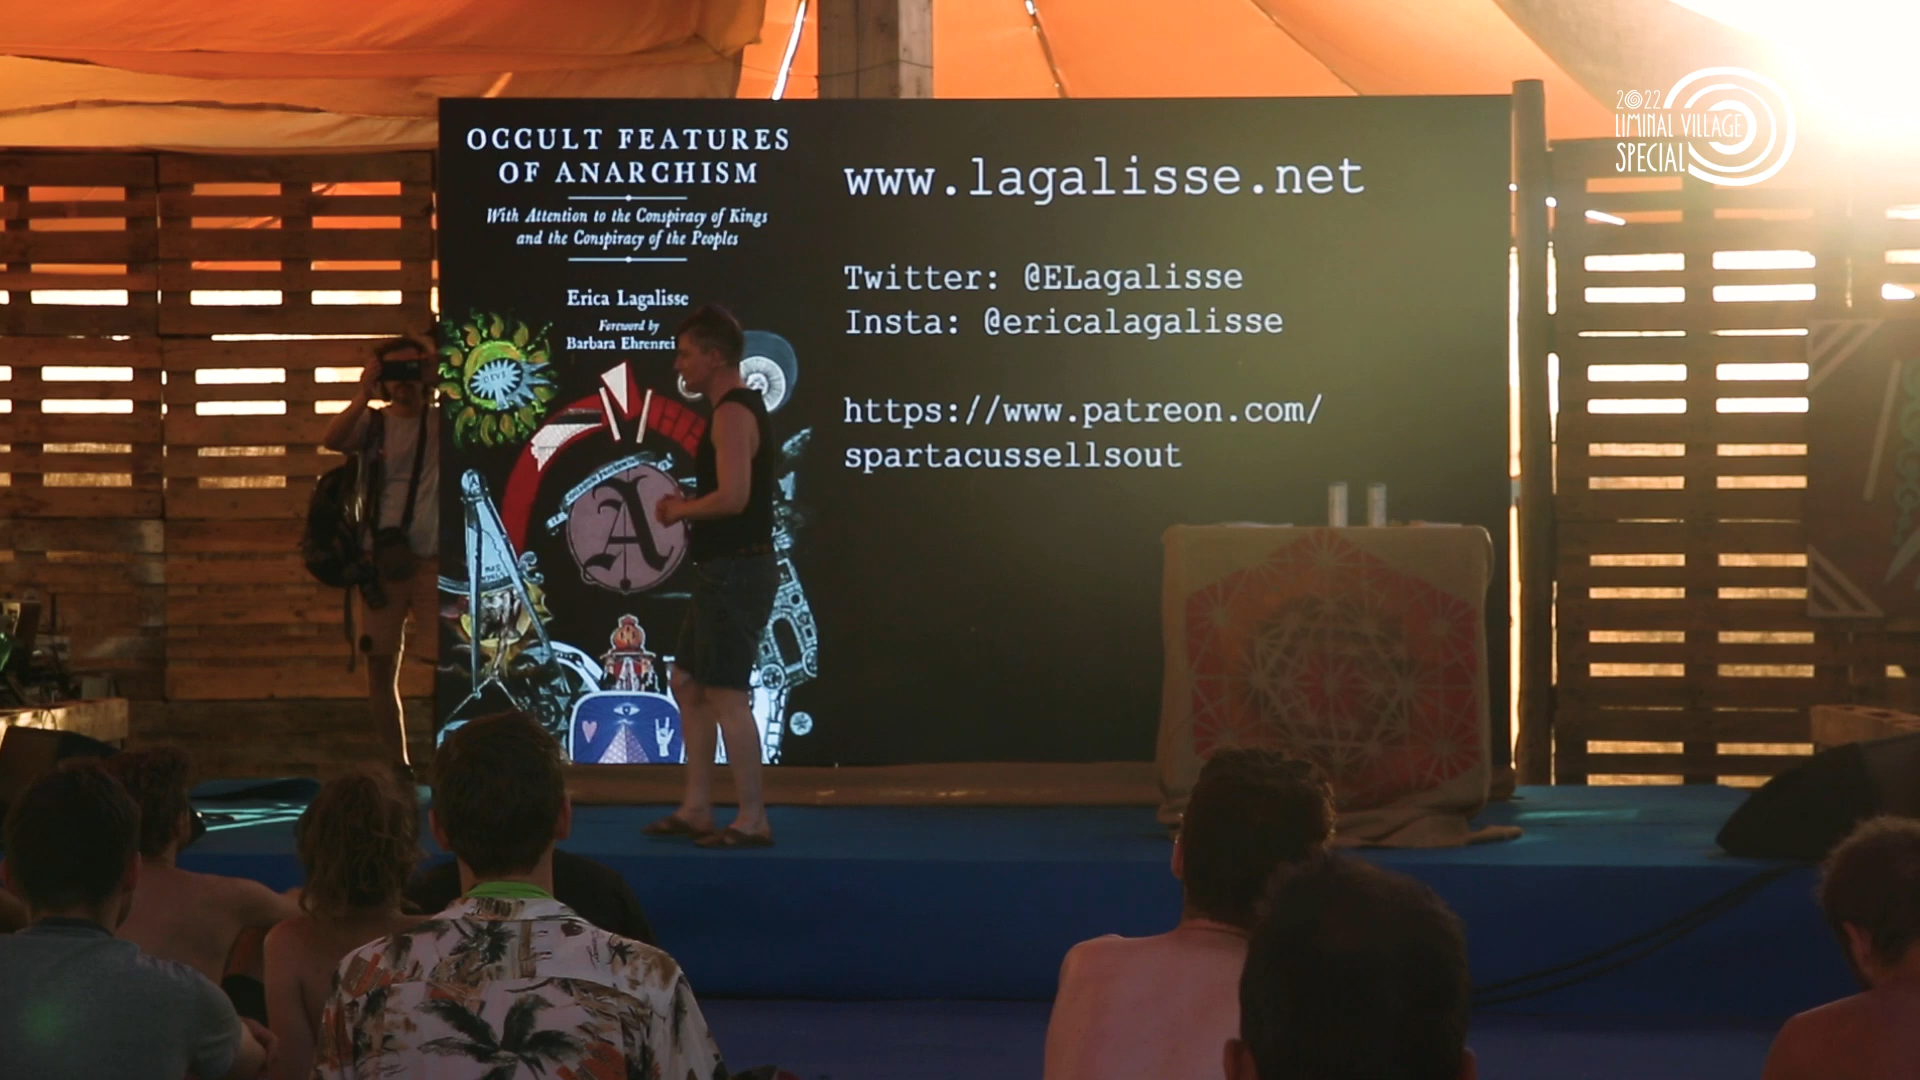 OCCULT FEATURES
OF ANARCHISM
With Attention to the Conspiracy of Kings
and the Conspiracy of the Peoples
Erica Lagalisse
Foreword by
Barbara Ehrenrei
DEVS
A
www.lagalisse.net
Twitter: @ELagalisse
Insta: @ericalagalisse
https://www.patreon.com/
spartacussellsout
2022
LIMINAL VILLAGE
SPECIAL